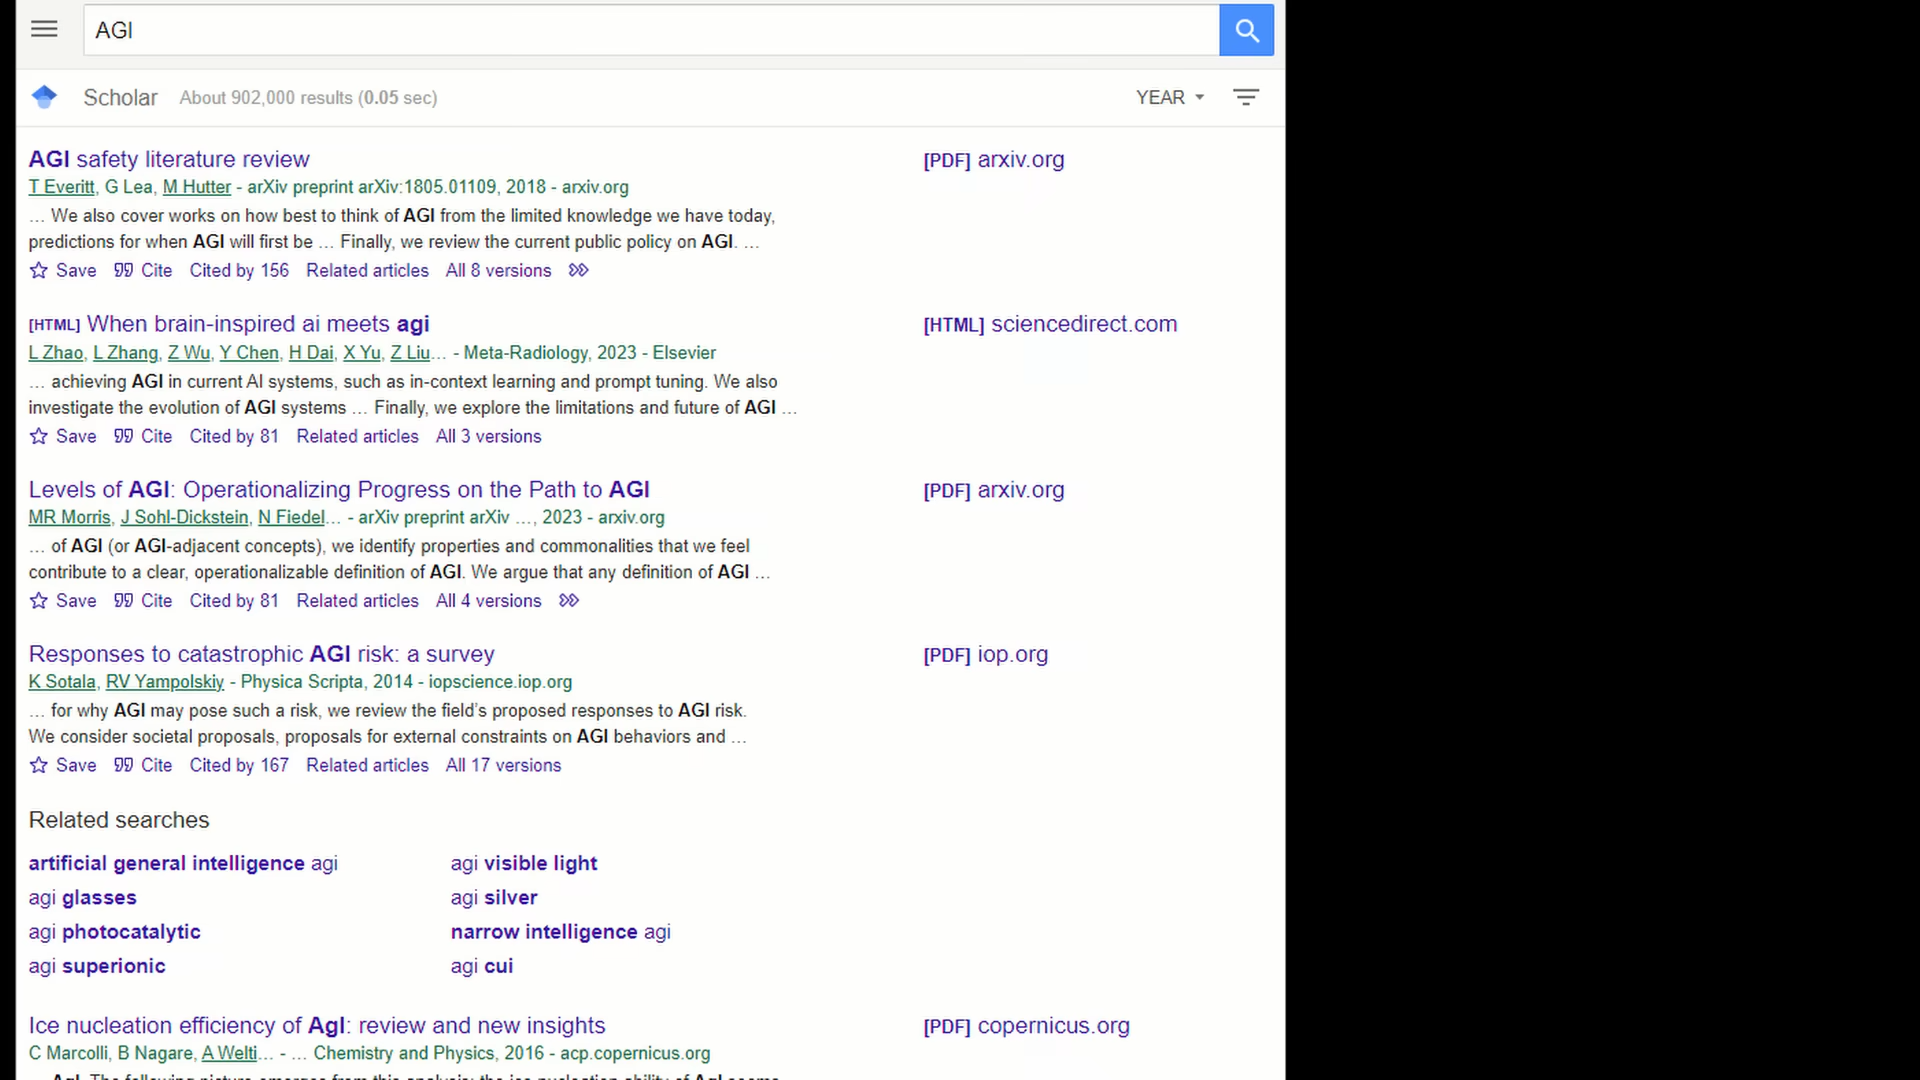 AGI
Scholar About 902,000 results (0.05 sec) YEAR
AGI safety literature review [PDF] arxiv.org
T Everitt, G Lea, M Hutter - arXiv preprint arXiv:1805.01109, 2018 - arxiv.org
... We also cover works on how best to think of AGI from the limited knowledge we have today,
predictions for when AGI will first be ... Finally, we review the current public policy on AGI. ...
Save Cite Cited by 156 Related articles All 8 versions
[HTML] When brain-inspired ai meets agi [HTML] sciencedirect.com
L Zhao, L Zhang, Z Wu, Y Chen, H Dai, X Yu, Z Liu... - Meta-Radiology, 2023 - Elsevier
... achieving AGI in current AI systems, such as in-context learning and prompt tuning. We also
investigate the evolution of AGI systems ... Finally, we explore the limitations and future of AGI ...
Save Cite Cited by 81 Related articles All 3 versions
Levels of AGI: Operationalizing Progress on the Path to AGI [PDF] arxiv.org
MR Morris, J Sohl-Dickstein, N Fiedel... - arXiv preprint arXiv ..., 2023 - arxiv.org
... of AGI (or AGI-adjacent concepts), we identify properties and commonalities that we feel
contribute to a clear, operationalizable definition of AGI. We argue that any definition of AGI ...
Save Cite Cited by 81 Related articles All 4 versions
Responses to catastrophic AGI risk: a survey [PDF] iop.org
K Sotala, RV Yampolskiy - Physica Scripta, 2014 - iopscience.iop.org
... for why AGI may pose such a risk, we review the field's proposed responses to AGI risk.
We consider societal proposals, proposals for external constraints on AGI behaviors and ...
Save Cite Cited by 167 Related articles All 17 versions
Related searches
artificial general intelligence agi agi visible light
agi glasses agi silver
agi photocatalytic narrow intelligence agi
agi superionic agi cui
Ice nucleation efficiency of AgI: review and new insights [PDF] copernicus.org
C Marcolli, B Nagare, A Welti... - ... Chemistry and Physics, 2016 - acp.copernicus.org
... AgI. The following picture emerges from this analysis: the ice nucleation ability of AgI seems